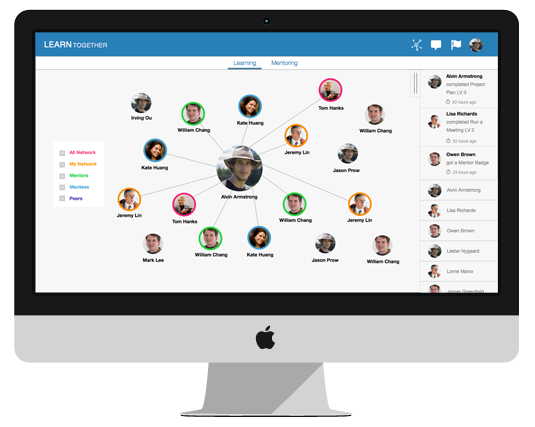 LEARN TOGETHER
Learning
Mentoring
All Network
My Network
Mentors
Mentees
Peers
Irving Ou
William Chang
Kate Huang
Tom Hanks
William Chang
Kate Huang
Jeremy Lin
Jason Prow
Alvin Armstrong
Jeremy Lin
Tom Hanks
William Chang
Jeremy Lin
Mark Lee
William Chang
Kate Huang
Jason Prow
William Chang
Alvin Armstrong
completed Project
Plan LV 3
20 hours ago
Lisa Richards
completed Run a
Meeting LV 2
20 hours ago
Owen Brown
got a Mentor Badge
20 hours ago
Alvin Armstrong
Lisa Richards
Owen Brown
Lester Nygaard
Lorne Malvo
James Greenfield